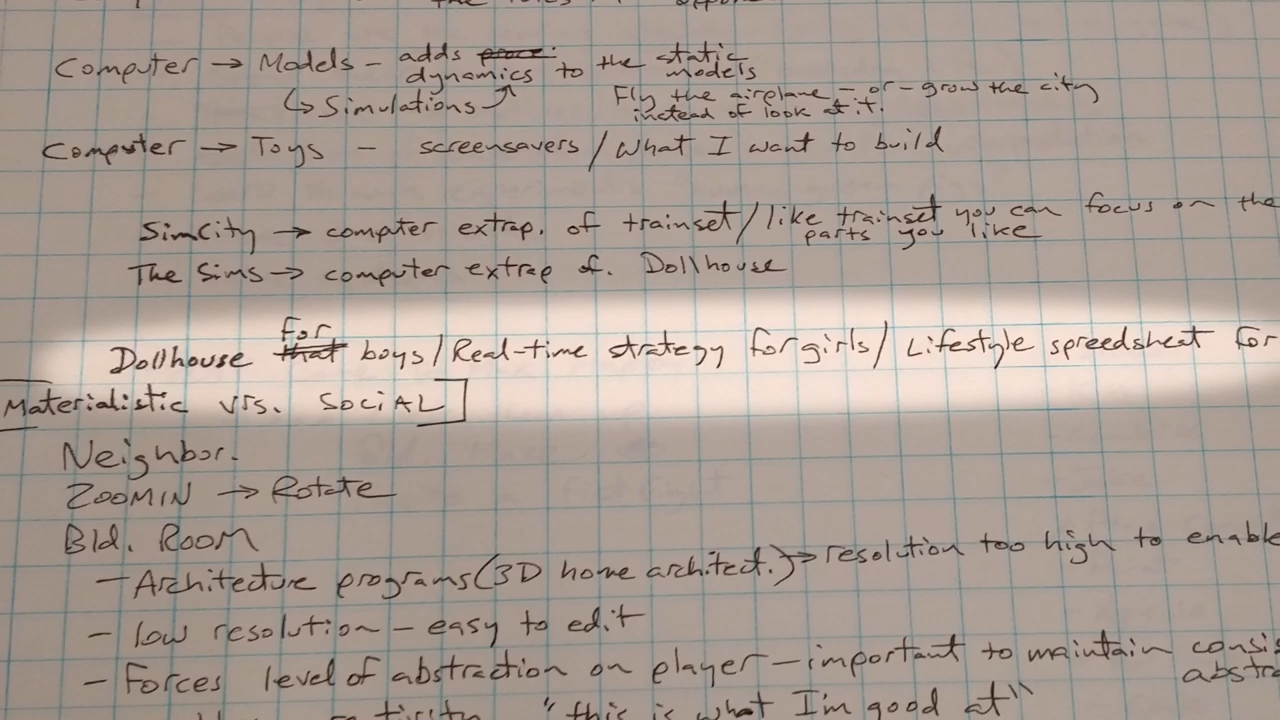 the rules
Computer → Models - adds
dynamics to the static
models
↳ Simulations
Fly the airplane - or - grow the city
instead of look at it.
Computer → Toys - screensavers / What I want to build
SimCity → computer extrap. of trainset / like trainset you can focus on the
parts you like
The Sims → computer extrap of. Dollhouse
for
Dollhouse that boys / Real-time strategy for girls / Lifestyle spreedsheet for
[Materialistic vrs. SOCiAL]
Neighbor.
ZOOMIN → Rotate
Bld. ROOM
- Architecture programs (3D home architect.) → resolution too high to enable
- low resolution - easy to edit
- Forces level of abstraction on player - important to maintain
"this is what I'm good at"